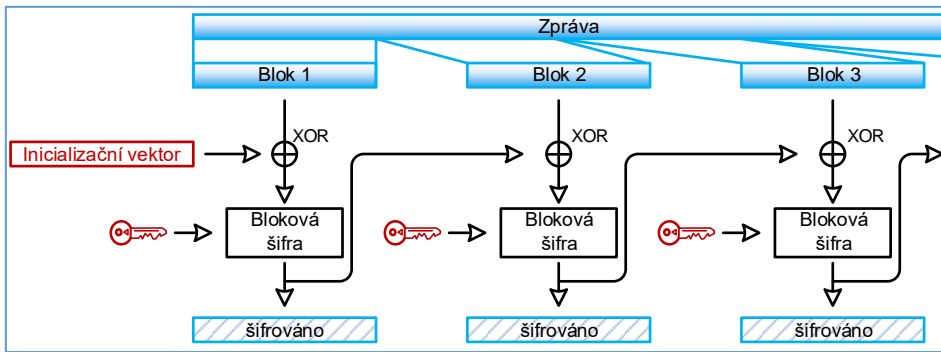 Zpráva
Blok 1
Blok 2
Blok 3
XOR
XOR
XOR
Inicializační vektor
Bloková
šifra
Bloková
šifra
Bloková
šifra
šifrováno
šifrováno
šifrováno